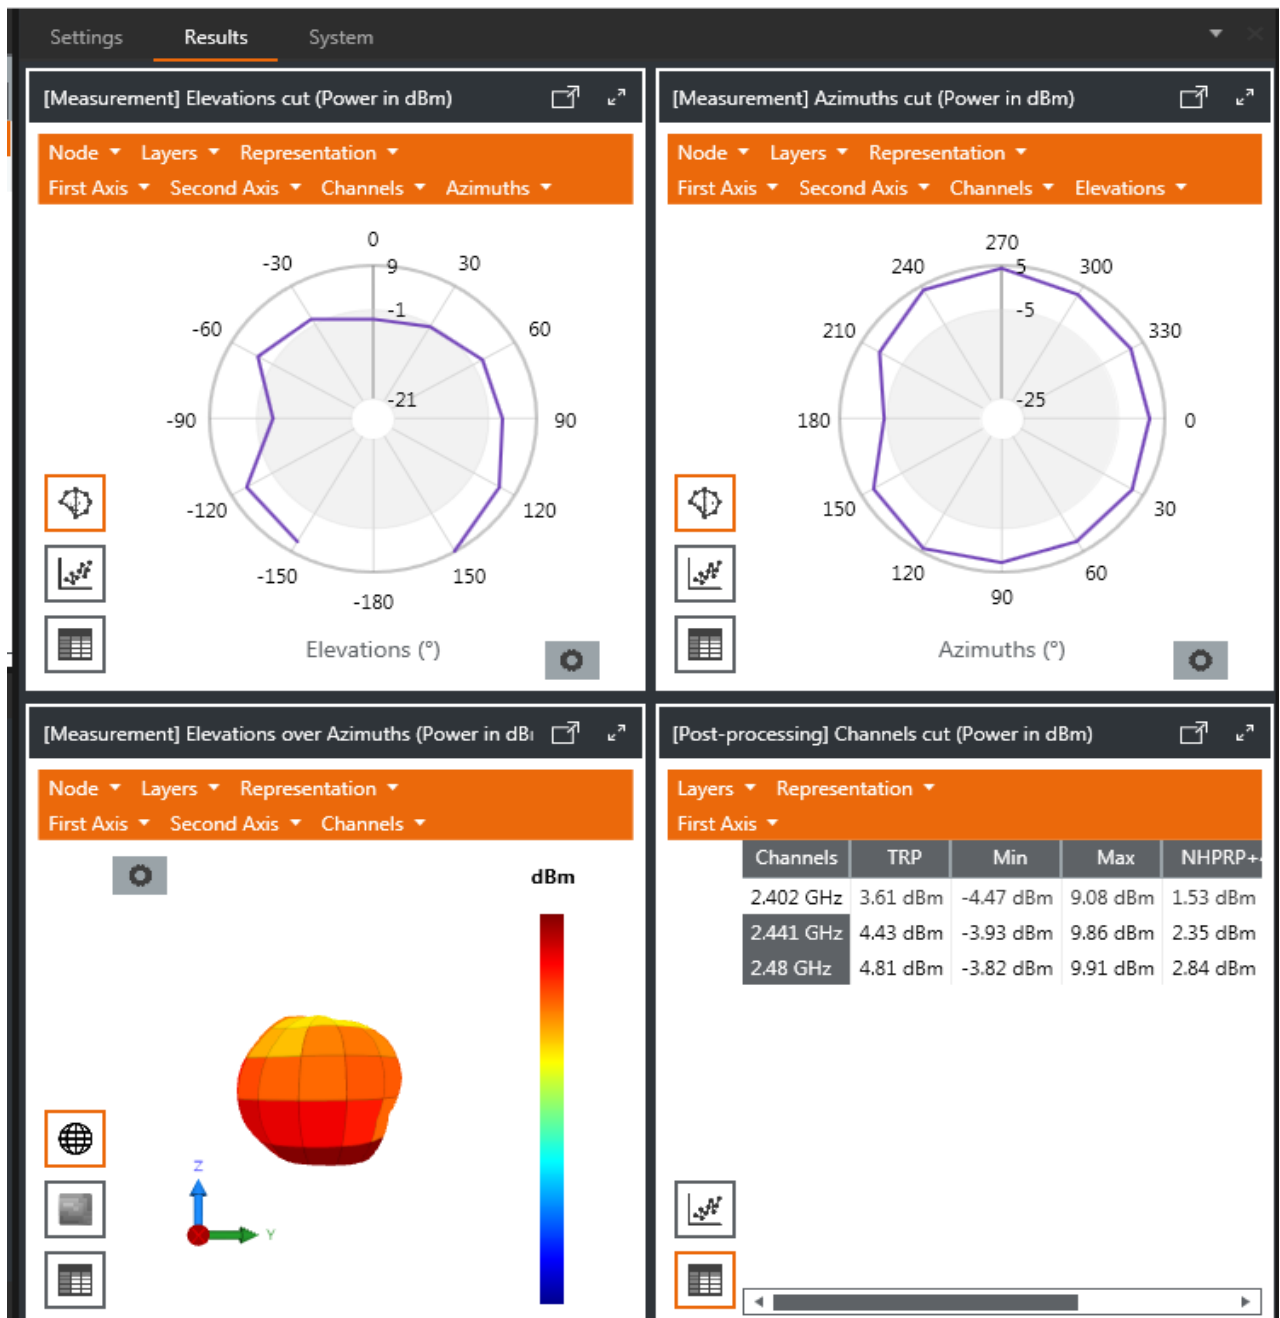 Settings Results System
[Measurement] Elevations cut (Power in dBm)
Node Layers Representation
First Axis Second Axis Channels Azimuths
0
-30 9 30
-1
-60 60
-21
-90 90
-120 120
-150 150
-180
Elevations (°)
[Measurement] Azimuths cut (Power in dBm)
Node Layers Representation
First Axis Second Axis Channels Elevations
270
240 5 300
-5
210 330
-25
180 0
150 30
120 60
90
Azimuths (°)
[Measurement] Elevations over Azimuths (Power in dB
Node Layers Representation
First Axis Second Axis Channels
dBm
Z
Y
[Post-processing] Channels cut (Power in dBm)
Layers Representation
First Axis
Channels TRP Min Max NHPRP+
2.402 GHz 3.61 dBm -4.47 dBm 9.08 dBm 1.53 dBm
2.441 GHz 4.43 dBm -3.93 dBm 9.86 dBm 2.35 dBm
2.48 GHz 4.81 dBm -3.82 dBm 9.91 dBm 2.84 dBm